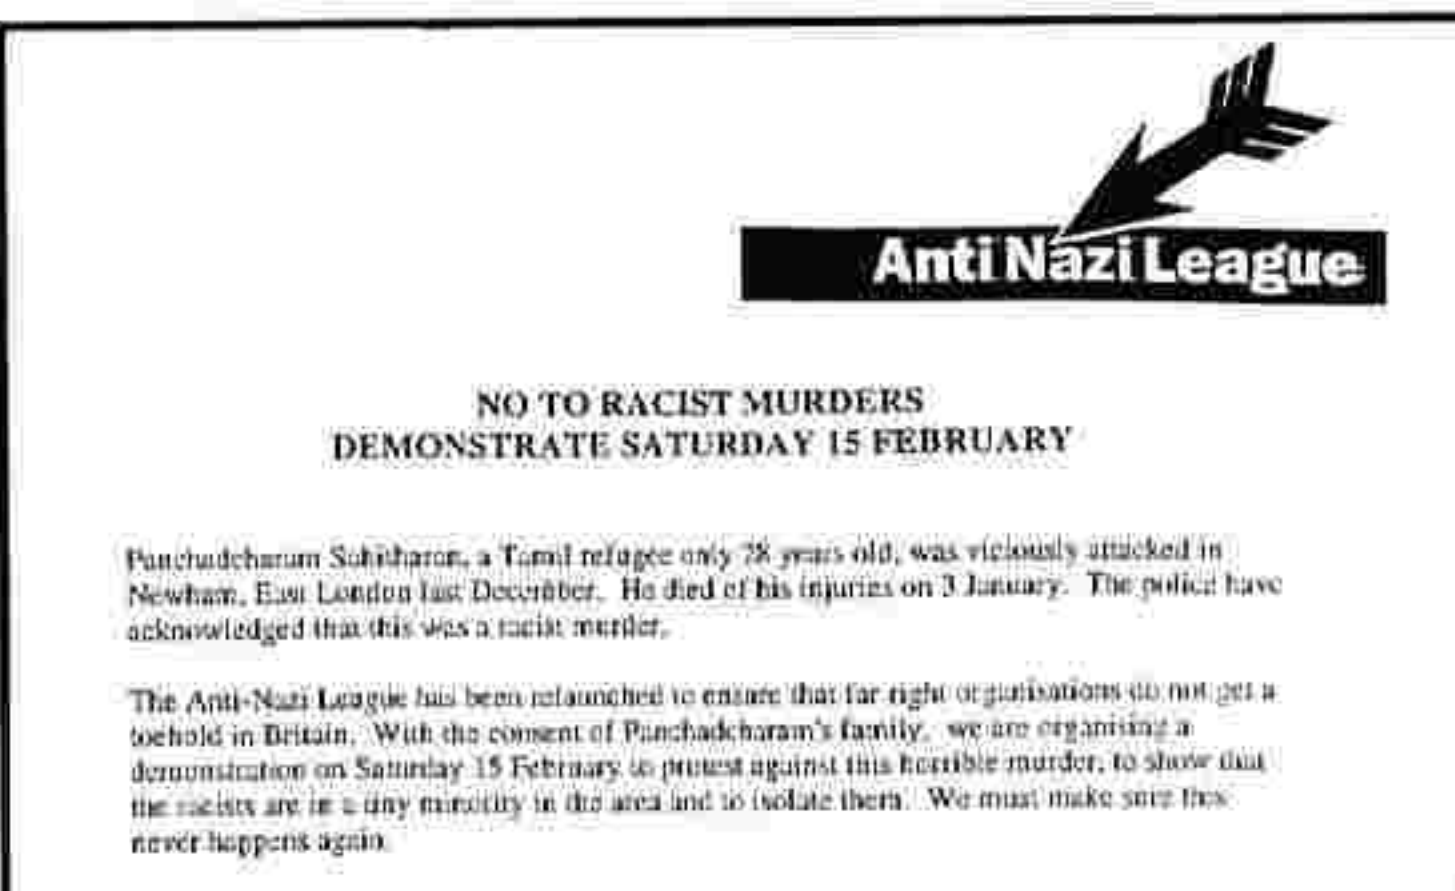 Anti Nazi League
NO TO RACIST MURDERS
DEMONSTRATE SATURDAY 15 FEBRUARY
Panchadcharam Sahitharan, a Tamil refugee only 28 years old, was viciously attacked in
Newham, East London last December. He died of his injuries on 3 January. The police have
acknowledged that this was a racist murder.
The Anti-Nazi League has been relaunched to ensure that far right organisations do not get a
toehold in Britain. With the consent of Panchadcharam's family, we are organising a
demonstration on Saturday 15 February to protest against this horrible murder, to show that
the racists are in a tiny minority in the area and to isolate them. We must make sure this
never happens again.